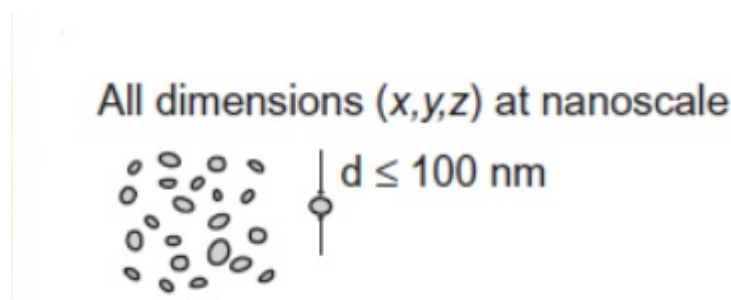 All dimensions (x,y,z) at nanoscale
d ≤ 100 nm